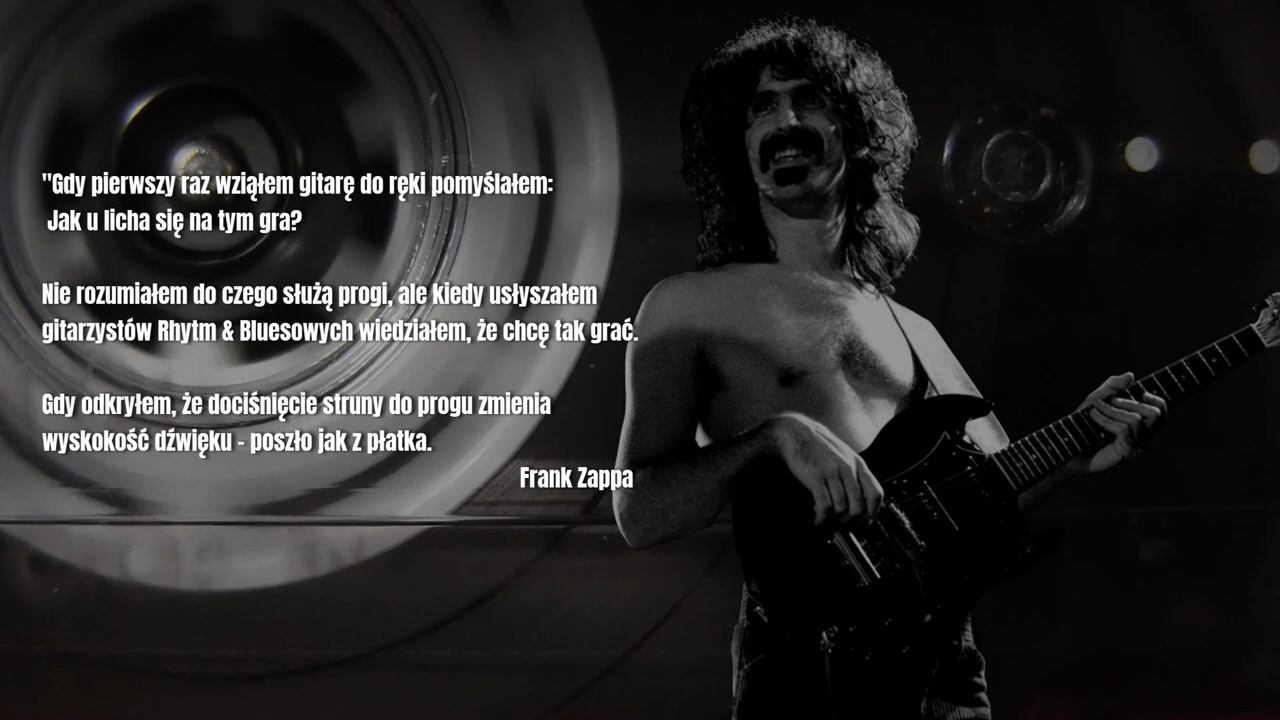 "Gdy pierwszy raz wziąłem gitarę do ręki pomyślałem:
Jak u licha się na tym gra?
Nie rozumiałem do czego służą progi, ale kiedy usłyszałem
gitarzystów Rhytm & Bluesowych wiedziałem, że chcę tak grać.
Gdy odkryłem, że dociśnięcie struny do progu zmienia
wyskokość dźwięku - poszło jak z płatka.
Frank Zappa